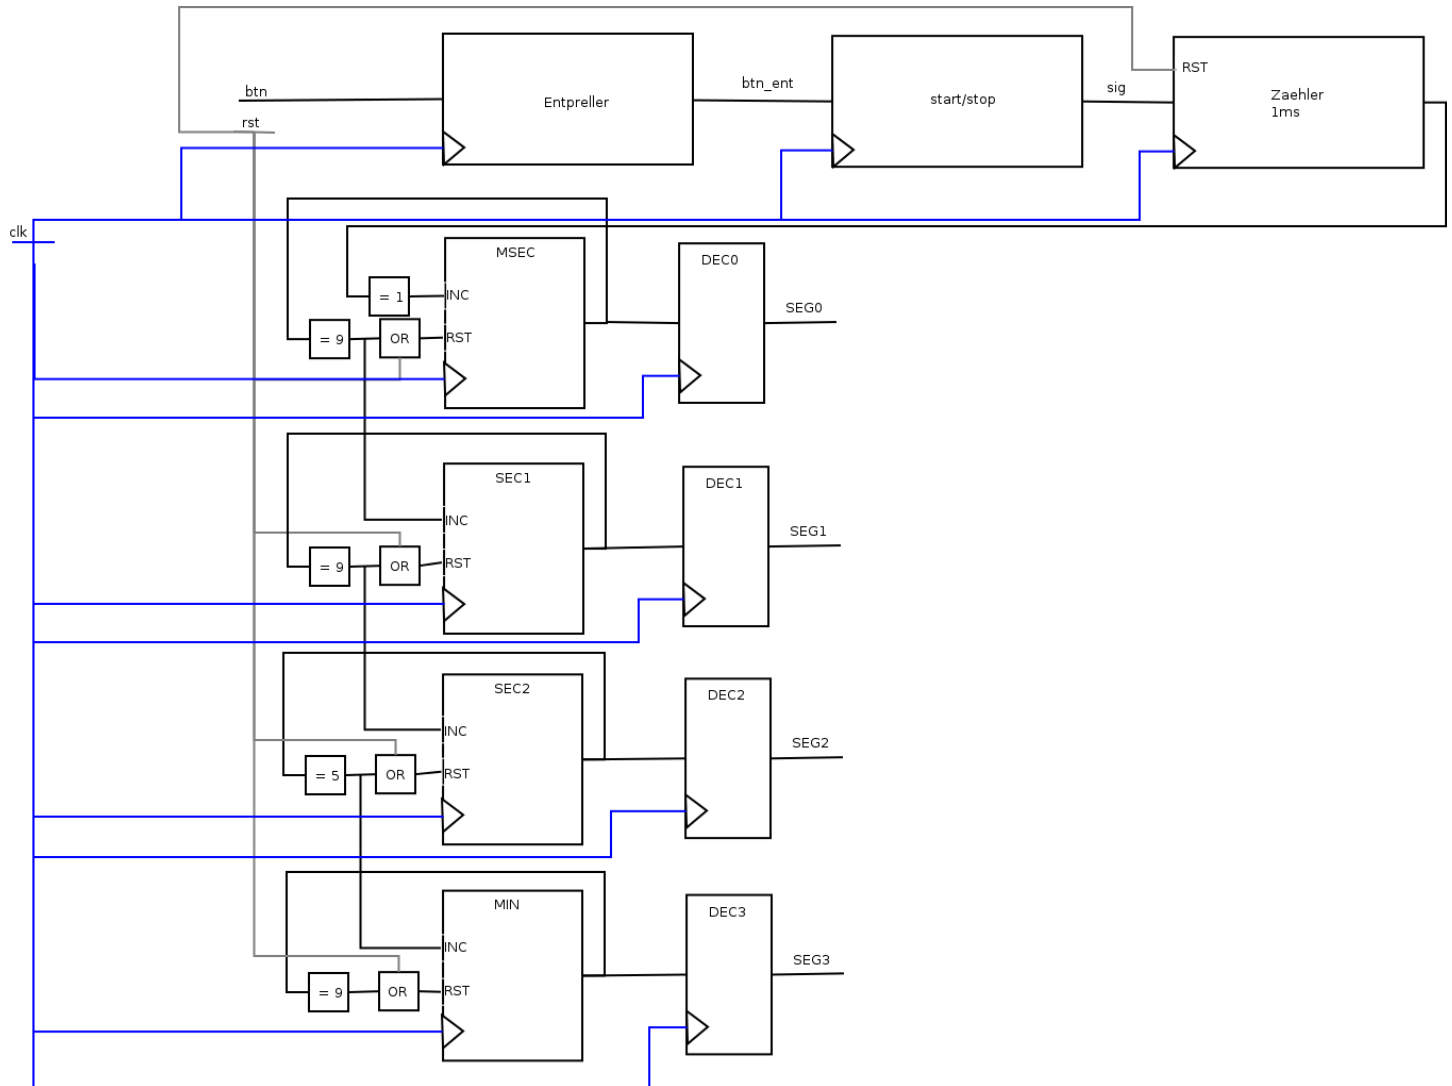 btn
Entpreller
btn_ent
start/stop
sig
RST
Zaehler
1ms
rst
clk
MSEC
DEC0
= 1
INC
SEG0
= 9
OR
RST
SEC1
DEC1
INC
SEG1
= 9
OR
RST
SEC2
DEC2
INC
SEG2
= 5
OR
RST
MIN
DEC3
INC
SEG3
= 9
OR
RST